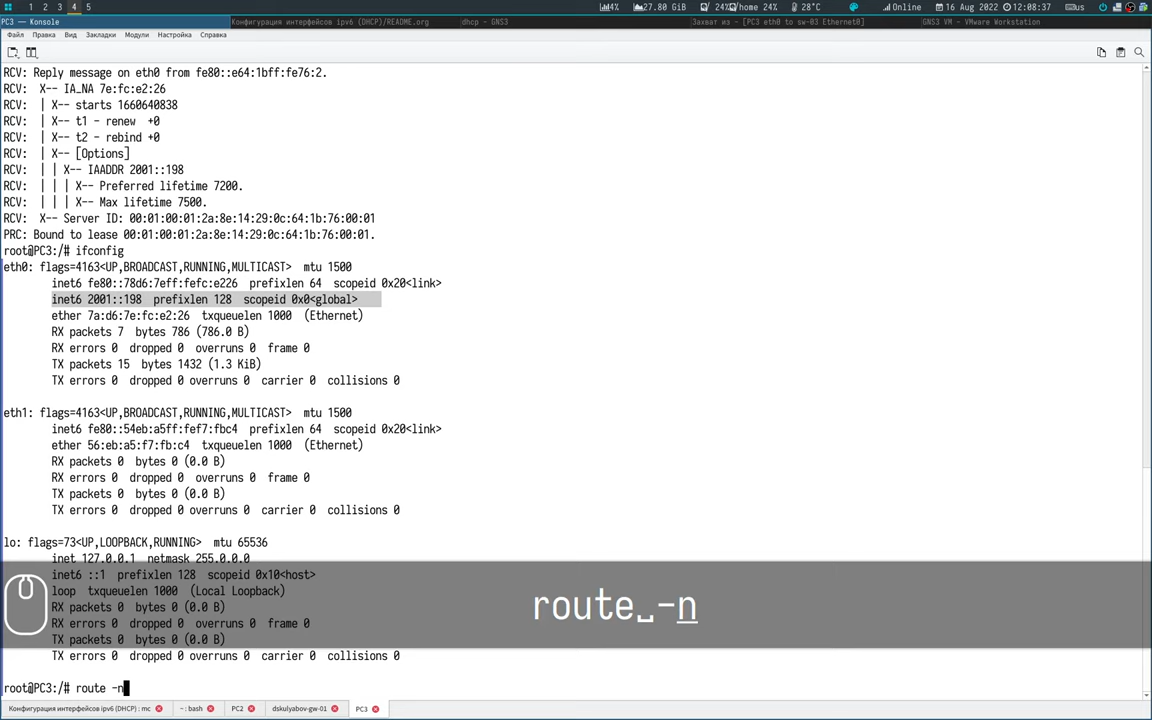 1 2 3 4 5 4% 27.80 GiB 24% /home 24% 28°C Online 16 Aug 2022 12:08:37 us
PC3 — Konsole Конфигурация интерфейсов ipv6 (DHCP)/README.org dhcp - GNS3 Захват из - [PC3 eth0 to sw-03 Ethernet0] GNS3 VM - VMware Workstation
Файл Правка Вид Закладки Модули Настройка Справка
RCV: Reply message on eth0 from fe80::e64:1bff:fe76:2.
RCV:  X-- IA_NA 7e:fc:e2:26
RCV:  | X-- starts 1660640838
RCV:  | X-- t1 - renew  +0
RCV:  | X-- t2 - rebind +0
RCV:  | X-- [Options]
RCV:  | | X-- IAADDR 2001::198
RCV:  | | | X-- Preferred lifetime 7200.
RCV:  | | | X-- Max lifetime 7500.
RCV:  X-- Server ID: 00:01:00:01:2a:8e:14:29:0c:64:1b:76:00:01
PRC: Bound to lease 00:01:00:01:2a:8e:14:29:0c:64:1b:76:00:01.
root@PC3:/# ifconfig
eth0: flags=4163<UP,BROADCAST,RUNNING,MULTICAST>  mtu 1500
inet6 fe80::78d6:7eff:fefc:e226  prefixlen 64  scopeid 0x20<link>
inet6 2001::198  prefixlen 128  scopeid 0x0<global>
ether 7a:d6:7e:fc:e2:26  txqueuelen 1000  (Ethernet)
RX packets 7  bytes 786 (786.0 B)
RX errors 0  dropped 0  overruns 0  frame 0
TX packets 15  bytes 1432 (1.3 KiB)
TX errors 0  dropped 0 overruns 0  carrier 0  collisions 0
eth1: flags=4163<UP,BROADCAST,RUNNING,MULTICAST>  mtu 1500
inet6 fe80::54eb:a5ff:fef7:fbc4  prefixlen 64  scopeid 0x20<link>
ether 56:eb:a5:f7:fb:c4  txqueuelen 1000  (Ethernet)
RX packets 0  bytes 0 (0.0 B)
RX errors 0  dropped 0  overruns 0  frame 0
TX packets 0  bytes 0 (0.0 B)
TX errors 0  dropped 0 overruns 0  carrier 0  collisions 0
lo: flags=73<UP,LOOPBACK,RUNNING>  mtu 65536
inet 127.0.0.1  netmask 255.0.0.0
inet6 ::1  prefixlen 128  scopeid 0x10<host>
loop  txqueuelen 1000  (Local Loopback)
RX packets 0  bytes 0 (0.0 B)
RX errors 0  dropped 0  overruns 0  frame 0
TX packets 0  bytes 0 (0.0 B)
TX errors 0  dropped 0 overruns 0  carrier 0  collisions 0
route␣-n
root@PC3:/# route -n
Конфигурация интерфейсов ipv6 (DHCP) : mc ~ : bash PC2 dskulyabov-gw-01 PC3